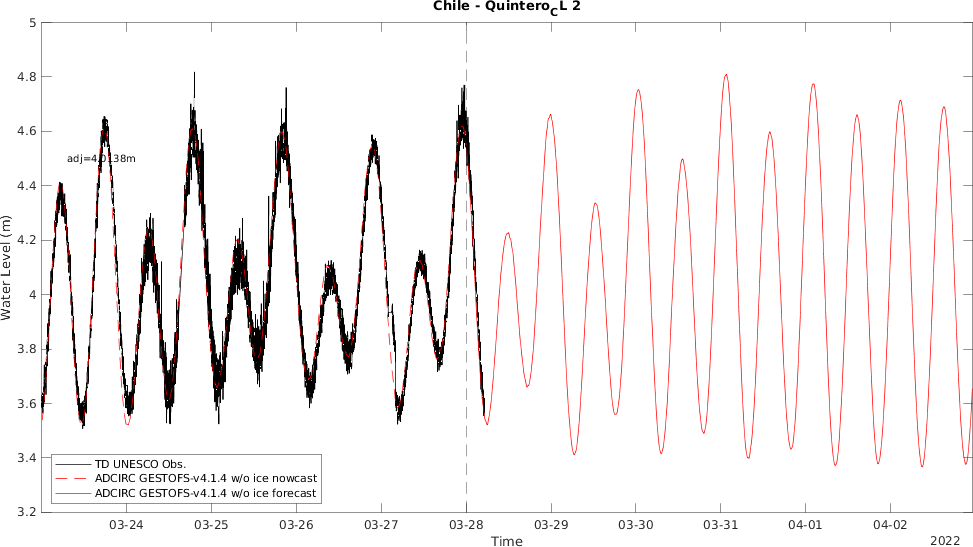 Chile - Quintero_CL 2
5
4.8
4.6
4.4
4.2
4
3.8
3.6
3.4
3.2
Water Level (m)
adj=4.0138m
TD UNESCO Obs.
ADCIRC GESTOFS-v4.1.4 w/o ice nowcast
ADCIRC GESTOFS-v4.1.4 w/o ice forecast
03-24 03-25 03-26 03-27 03-28 03-29 03-30 03-31 04-01 04-02
Time
2022